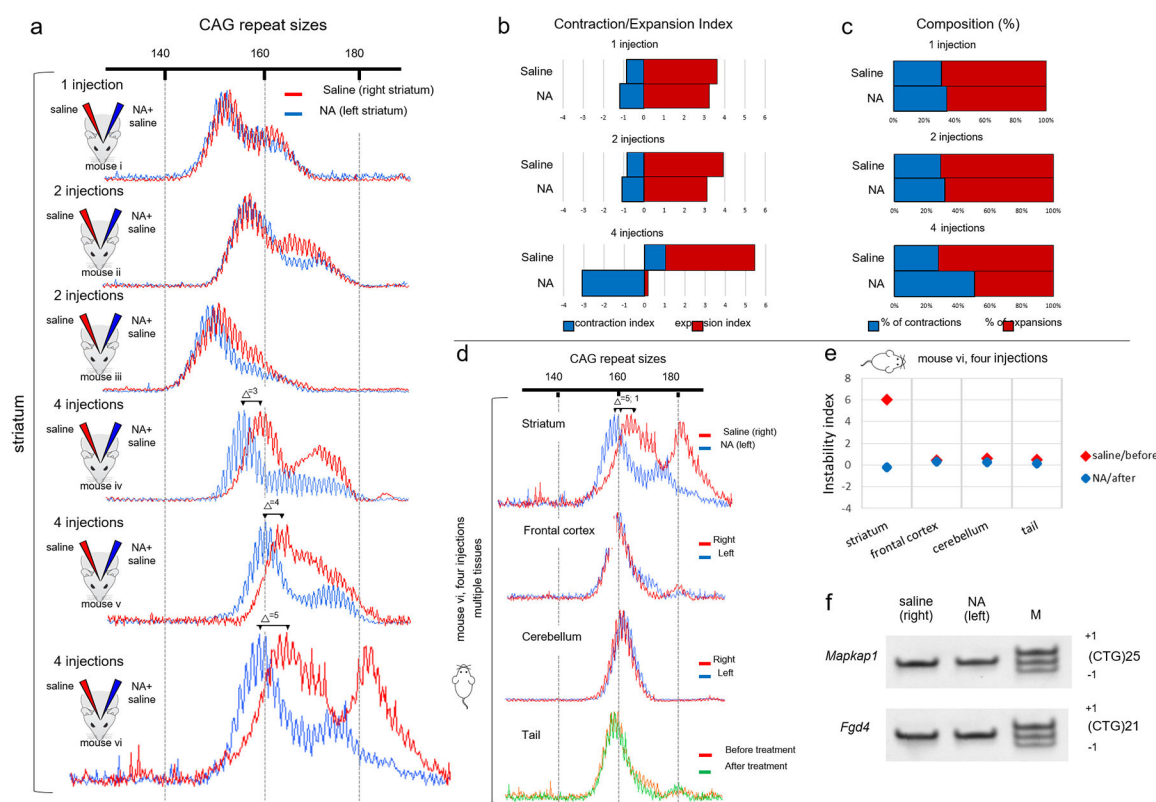 a
CAG repeat sizes
140 160 180
striatum
1 injection
saline NA+ saline
mouse i
Saline (right striatum)
NA (left striatum)
2 injections
saline NA+ saline
mouse ii
2 injections
saline NA+ saline
mouse iii
4 injections
saline NA+ saline
mouse iv
△=3
4 injections
saline NA+ saline
mouse v
△=4
4 injections
saline NA+ saline
mouse vi
△=5
b
Contraction/Expansion Index
1 injection
Saline
NA
-4 -3 -2 -1 0 1 2 3 4 5 6
2 injections
Saline
NA
-4 -3 -2 -1 0 1 2 3 4 5 6
4 injections
Saline
NA
-4 -3 -2 -1 0 1 2 3 4 5 6
contraction index expansion index
c
Composition (%)
1 injection
Saline
NA
0% 20% 40% 60% 80% 100%
2 injections
Saline
NA
0% 20% 40% 60% 80% 100%
4 injections
Saline
NA
0% 20% 40% 60% 80% 100%
% of contractions % of expansions
d
CAG repeat sizes
140 160 180
△=5; 1
mouse vi, four injections
multiple tissues
Striatum
Saline (right)
NA (left)
Frontal cortex
Right
Left
Cerebellum
Right
Left
Tail
Before treatment
After treatment
e
mouse vi, four injections
Instability index
8
6
4
2
0
-2
-4
striatum frontal cortex cerebellum tail
saline/before
NA/after
f
saline (right) NA (left) M
Mapkap1
+1
(CTG)25
-1
Fgd4
+1
(CTG)21
-1